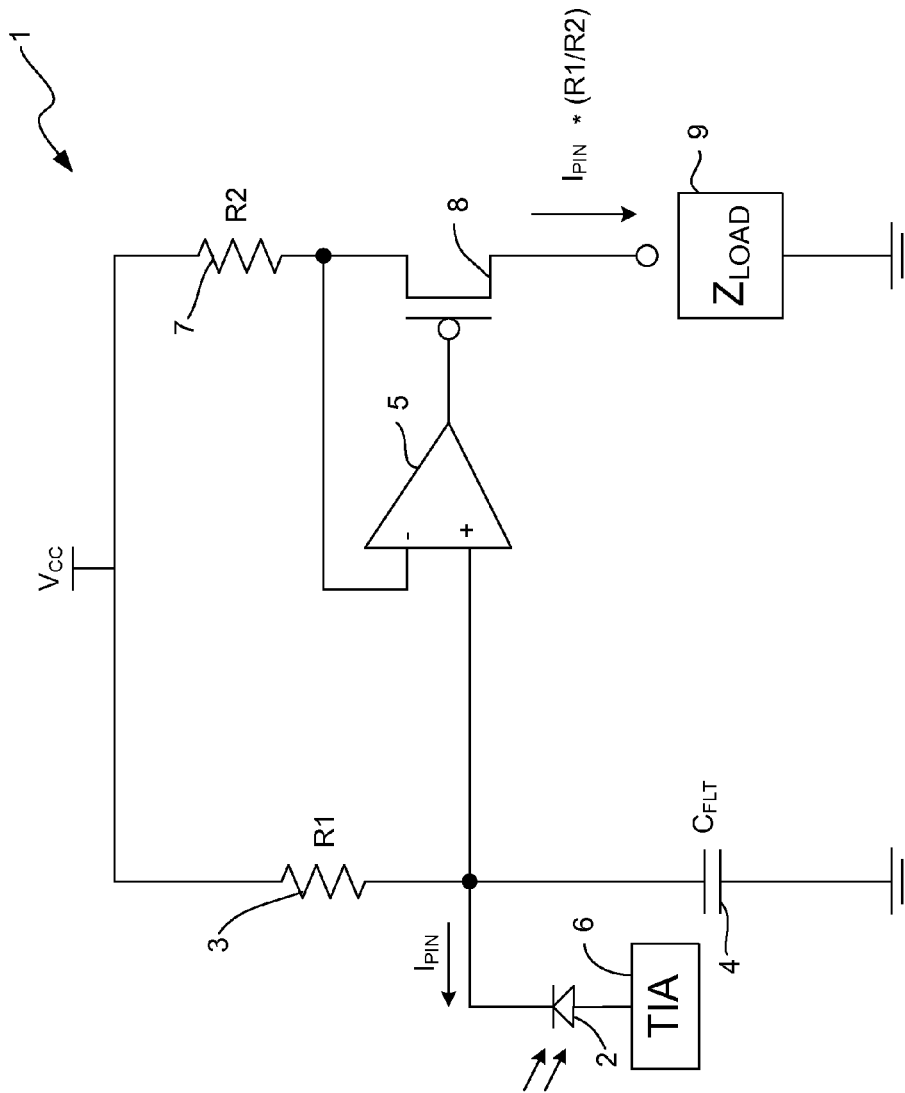 1
V_CC
R2
7
I_PIN * (R1/R2)
8
9
Z_LOAD
5
-
+
R1
3
I_PIN
C_FLT
4
6
TIA
2